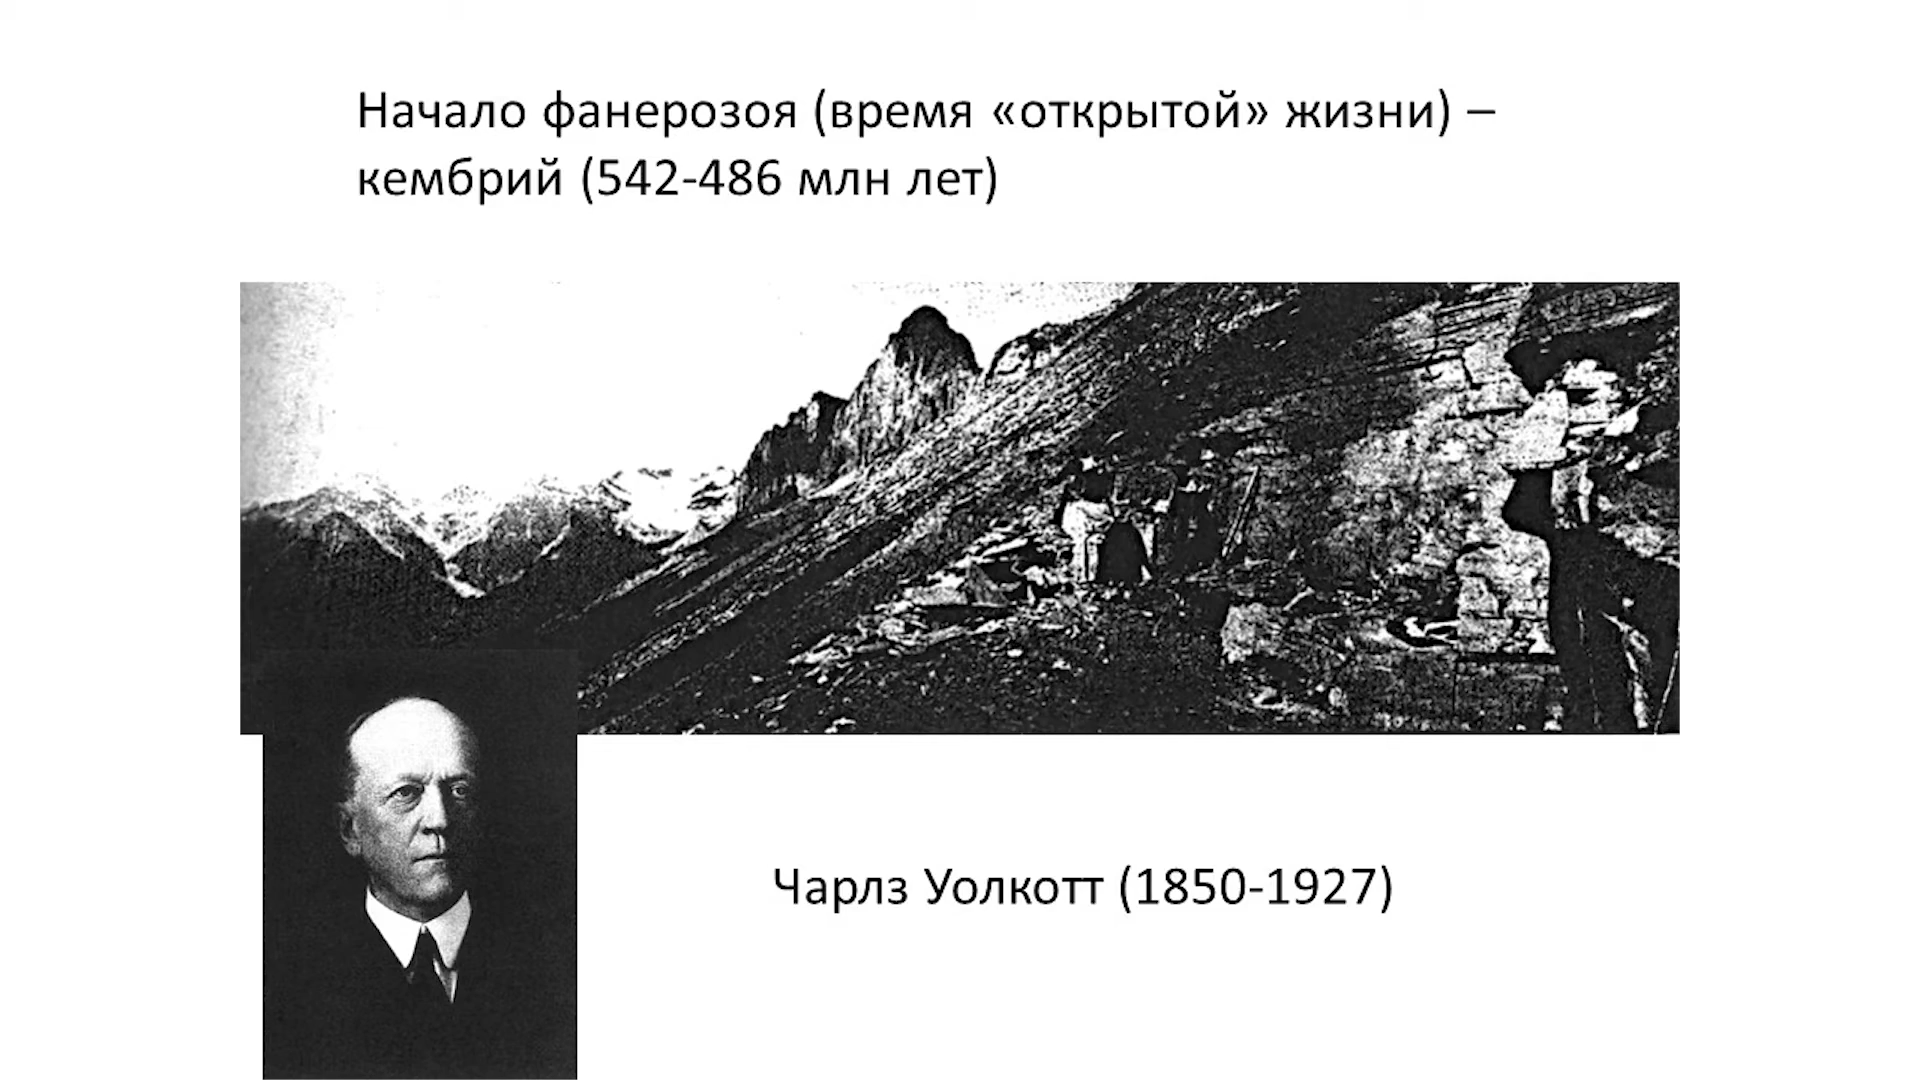 Начало фанерозоя (время «открытой» жизни) –
кембрий (542-486 млн лет)
Чарлз Уолкотт (1850-1927)